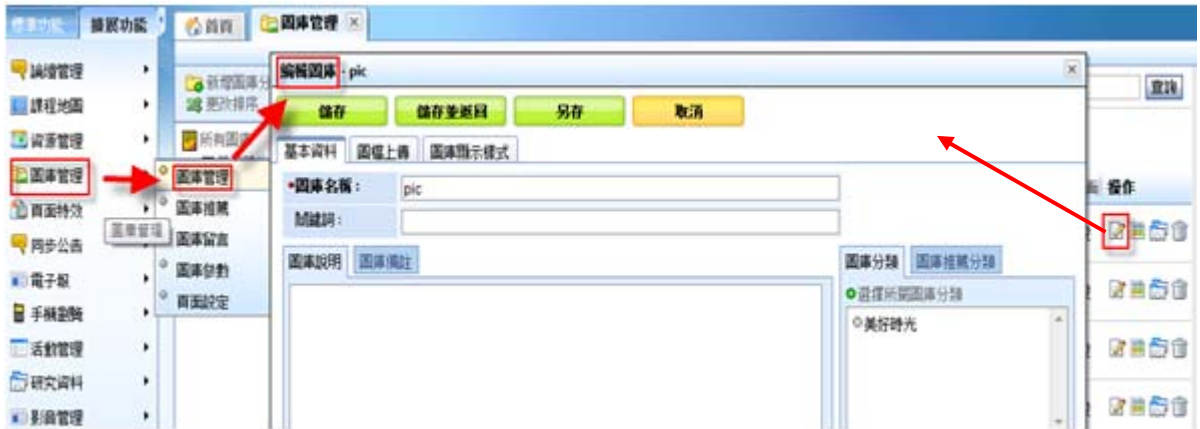 標準功能 擴展功能 首頁 圖庫管理
論壇管理
課程地圖
資源管理
圖庫管理
頁面特效
同步公告
電子報
手機瀏覽
活動管理
研究資料
影音管理
圖庫管理
圖庫管理
圖庫推薦
圖庫留言
圖庫參數
頁面設定
新增圖庫分
更改排序
所有圖庫
編輯圖庫 - pic
儲存 儲存並返回 另存 取消
基本資料 圖檔上傳 圖庫顯示樣式
•圖庫名稱： pic
關鍵詞：
圖庫說明 圖庫備註
圖庫分類 圖庫推薦分類
選擇所屬圖庫分類
美好時光
查詢
操作